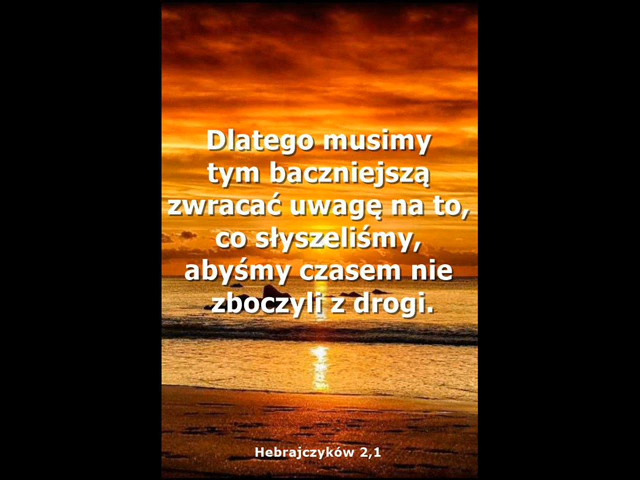 Dlatego musimy
tym baczniejszą
zwracać uwagę na to,
co słyszeliśmy,
abyśmy czasem nie
zboczyli z drogi.
Hebrajczyków 2,1